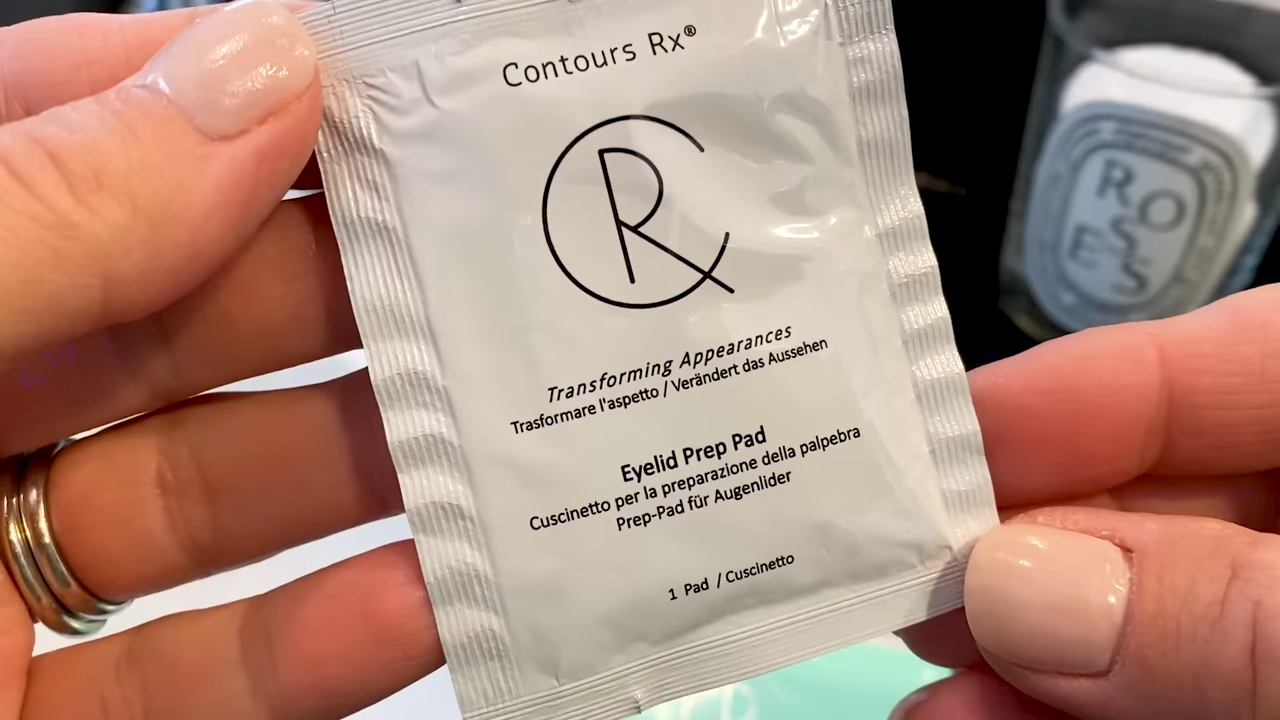 Contours Rx®
R
Transforming Appearances
Trasformare l'aspetto / Verändert das Aussehen
Eyelid Prep Pad
Cuscinetto per la preparazione della palpebra
Prep-Pad für Augenlider
1 Pad / Cuscinetto
ROSES